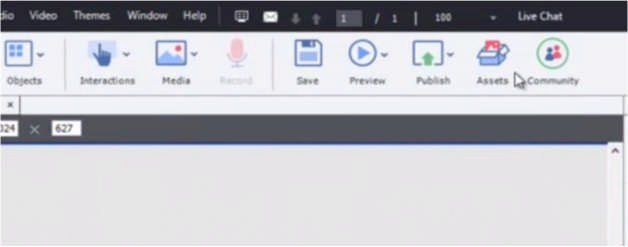 dio Video Themes Window Help 1 / 1 | 100 Live Chat
Objects Interactions Media Record Save Preview Publish Assets Community
×
024 × 627